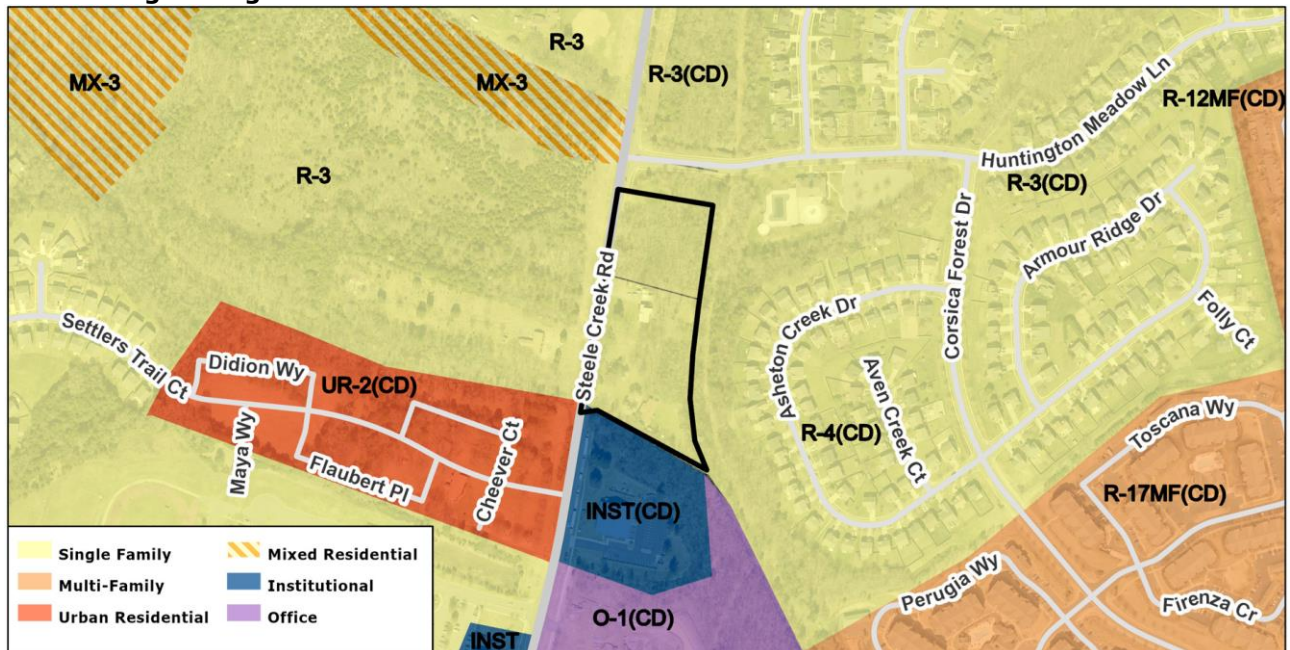 R-3
MX-3
MX-3
R-3(CD)
R-12MF(CD)
Huntington Meadow Ln
R-3
R-3(CD)
Armour Ridge Dr
Corsica Forest Dr
Steele Creek Rd
Asheton Creek Dr
Folly Ct
Settlers Trail Ct
Didion Wy
UR-2(CD)
Aven Creek Ct
Maya Wy
Flaubert Pl
Cheever Ct
R-4(CD)
Toscana Wy
R-17MF(CD)
INST(CD)
Perugia Wy
Firenza Cr
O-1(CD)
INST
Single Family
Mixed Residential
Multi-Family
Institutional
Urban Residential
Office